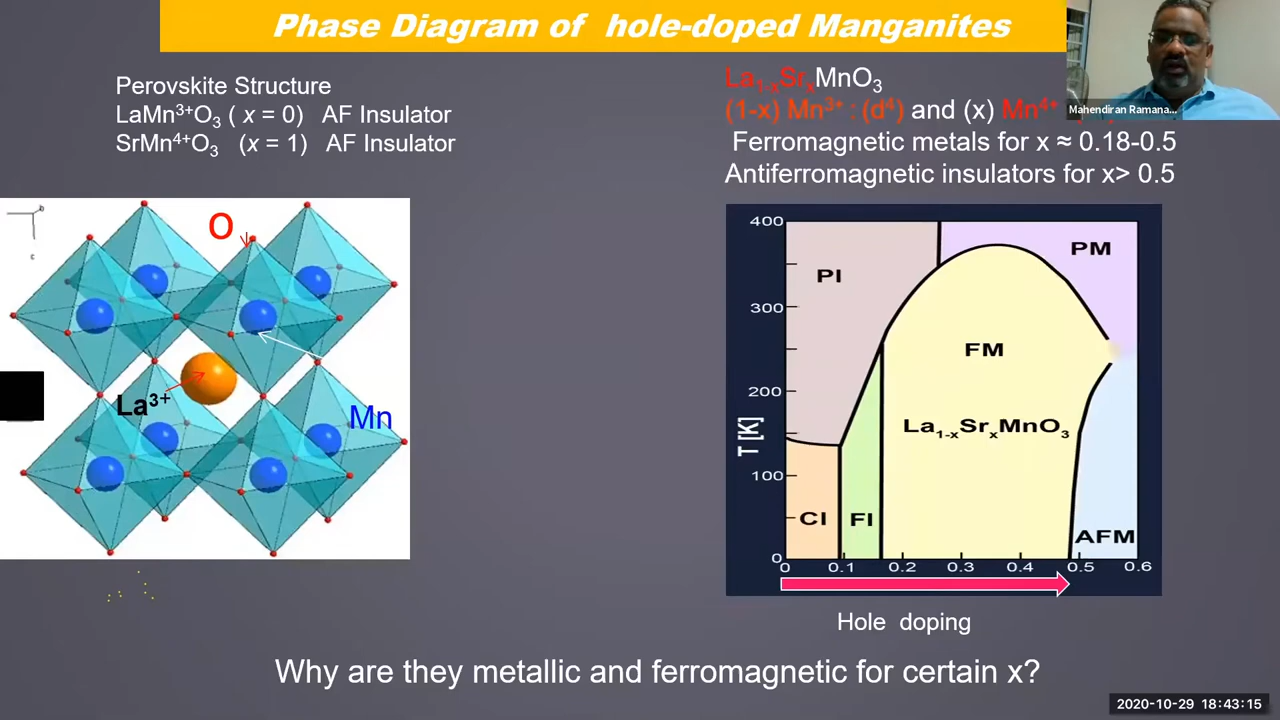 Phase Diagram of hole-doped Manganites
Perovskite Structure
LaMn³⁺O₃ ( x = 0) AF Insulator
SrMn⁴⁺O₃ (x = 1) AF Insulator
La₁₋ₓSrₓMnO₃
(1-x) Mn³⁺ : (d⁴) and (x) Mn⁴⁺
Ferromagnetic metals for x ≈ 0.18-0.5
Antiferromagnetic insulators for x> 0.5
Mahendiran Ramana...
b
c
O
La³⁺
Mn
400
300
200
100
0
T [K]
PI
PM
FM
La₁₋ₓSrₓMnO₃
CI
FI
AFM
0 0.1 0.2 0.3 0.4 0.5 0.6
Hole doping
Why are they metallic and ferromagnetic for certain x?
2020-10-29 18:43:15